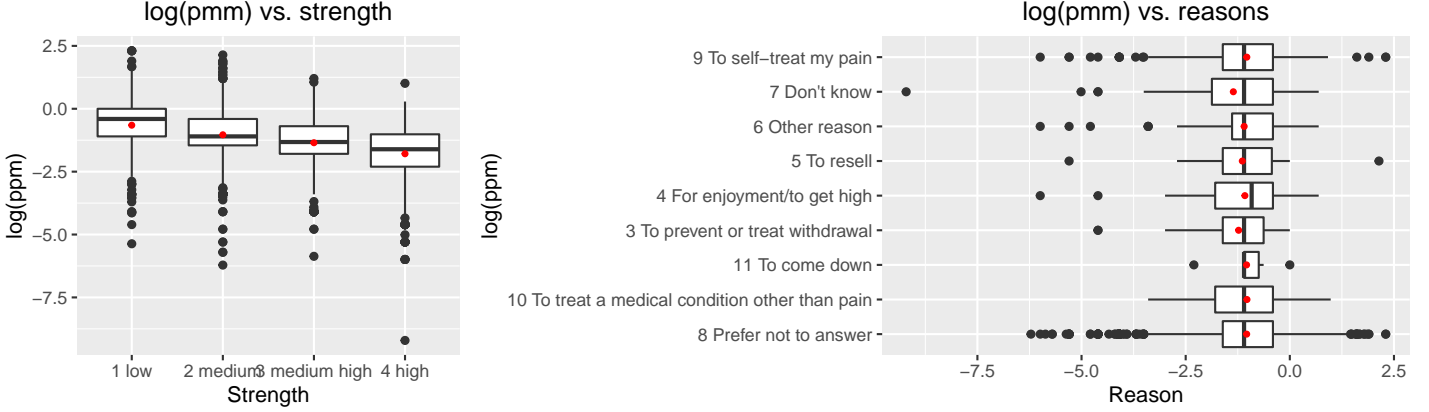 log(pmm) vs. strength
2.5
0.0
−2.5
−5.0
−7.5
log(ppm)
1 low 2 medium 3 medium high 4 high
Strength
log(pmm) vs. reasons
log(ppm)
9 To self−treat my pain
7 Don't know
6 Other reason
5 To resell
4 For enjoyment/to get high
3 To prevent or treat withdrawal
11 To come down
10 To treat a medical condition other than pain
8 Prefer not to answer
−7.5 −5.0 −2.5 0.0 2.5
Reason